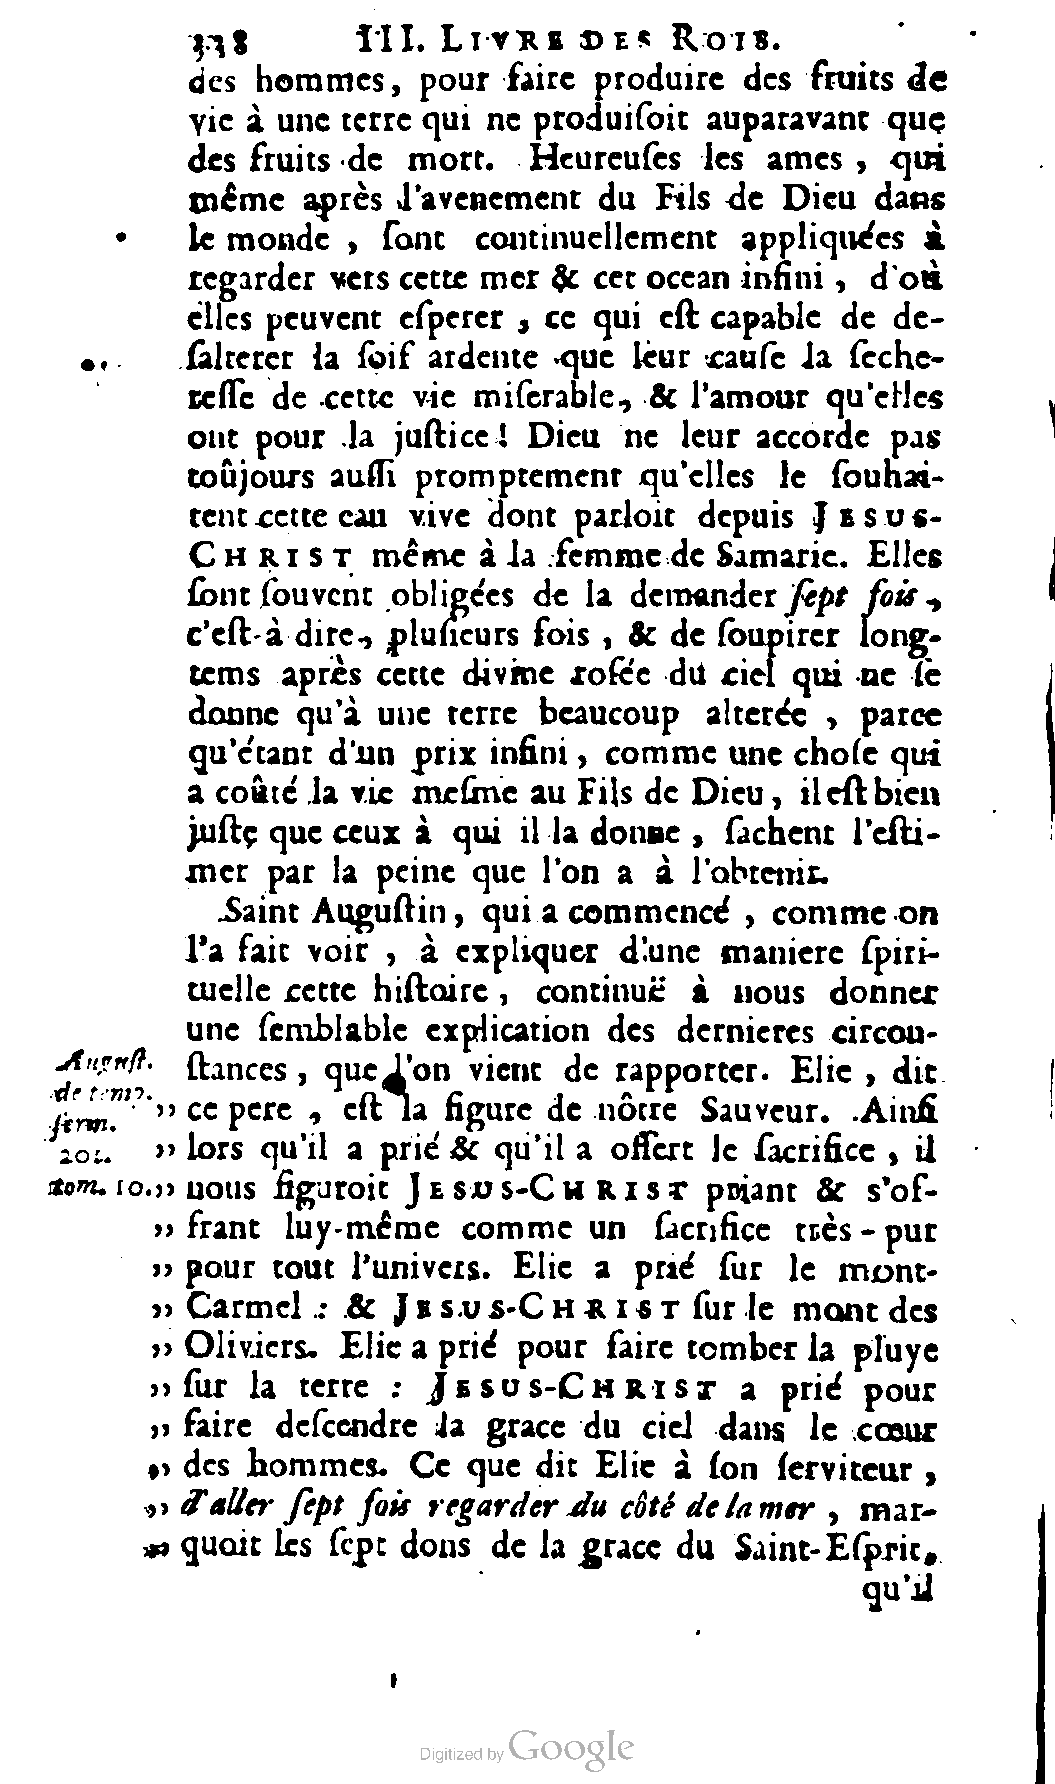 338 III. LIVRE DES ROIS.
des hommes, pour faire produire des fruits de
vie à une terre qui ne produiſoit auparavant que
des fruits de mort. Heureuſes les ames, qui
même après l'avenement du Fils de Dieu dans
le monde, ſont continuellement appliquées à
regarder vers cette mer & cet ocean infini, d'où
elles peuvent eſperer, ce qui eſt capable de de-
ſalterer la ſoif ardente que leur cauſe la ſeche-
reſſe de cette vie miſerable, & l'amour qu'elles
ont pour la juſtice! Dieu ne leur accorde pas
toûjours auſſi promptement qu'elles le ſouhai-
tent cette eau vive dont parloit depuis JESUS-
CHRIST même à la femme de Samarie. Elles
ſont ſouvent obligées de la demander ſept fois,
c'eſt-à dire, pluſieurs fois, & de ſoupirer long-
tems après cette divine roſée du ciel qui ne ſe
donne qu'à une terre beaucoup alterée, parce
qu'étant d'un prix infini, comme une choſe qui
a coûté la vie meſme au Fils de Dieu, il eſt bien
juſte que ceux à qui il la donne, ſachent l'eſti-
mer par la peine que l'on a à l'obtenir.
Saint Auguſtin, qui a commencé, comme on
l'a fait voir, à expliquer d'une maniere ſpiri-
tuelle cette hiſtoire, continuë à nous donner
une ſemblable explication des dernieres circon-
Auguſt. ſtances, que l'on vient de rapporter. Elie, dit
de temp. ,, ce pere, eſt la figure de nôtre Sauveur. Ainſi
ſerm.
201. ,, lors qu'il a prié & qu'il a offert le ſacrifice, il
tom. 10. ,, nous figuroit JESUS-CHRIST priant & s'of-
,, frant luy-même comme un ſacrifice très-pur
,, pour tout l'univers. Elie a prié ſur le mont-
,, Carmel: & JESUS-CHRIST ſur le mont des
,, Oliviers. Elie a prié pour faire tomber la pluye
,, ſur la terre: JESUS-CHRIST a prié pour
,, faire deſcendre la grace du ciel dans le cœur
,, des hommes. Ce que dit Elie à ſon ſerviteur,
,, d'aller ſept fois regarder du côté de la mer, mar-
,, quoit les ſept dons de la grace du Saint-Eſprit,
qu'il
Digitized by Google